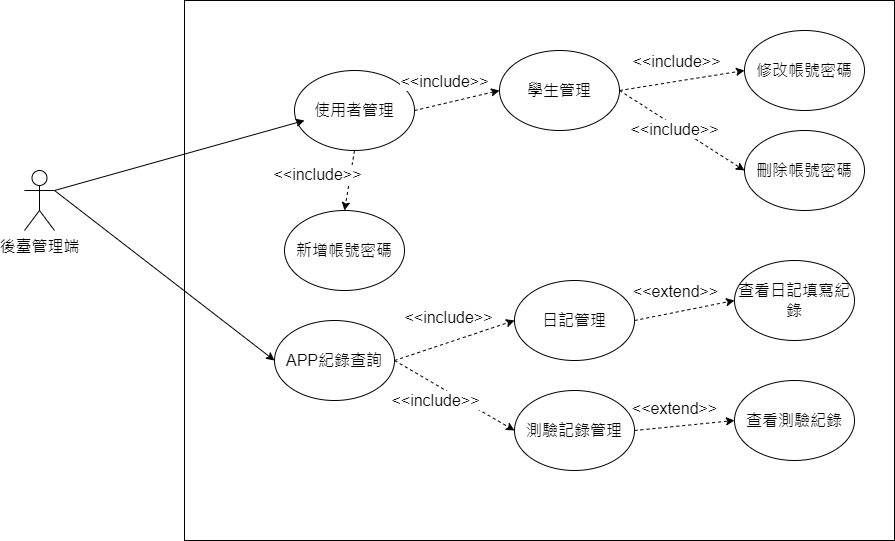 <<include>>
修改帳號密碼
<<include>>
學生管理
使用者管理
<<include>>
刪除帳號密碼
<<include>>
後臺管理端
新增帳號密碼
<<extend>>
查看日記填寫紀
錄
<<include>>
日記管理
APP紀錄查詢
<<include>>
<<extend>>
查看測驗紀錄
測驗記錄管理